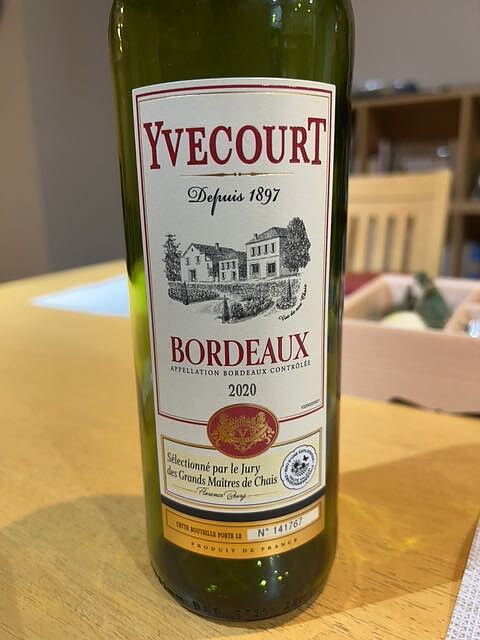 YVECOURT
Depuis 1897
BORDEAUX
APPELLATION BORDEAUX CONTRÔLÉE
2020
Sélectionné par le Jury
des Grands Maîtres de Chais
CETTE BOUTEILLE PORTE LE
N° 141767
PRODUIT DE FRANCE